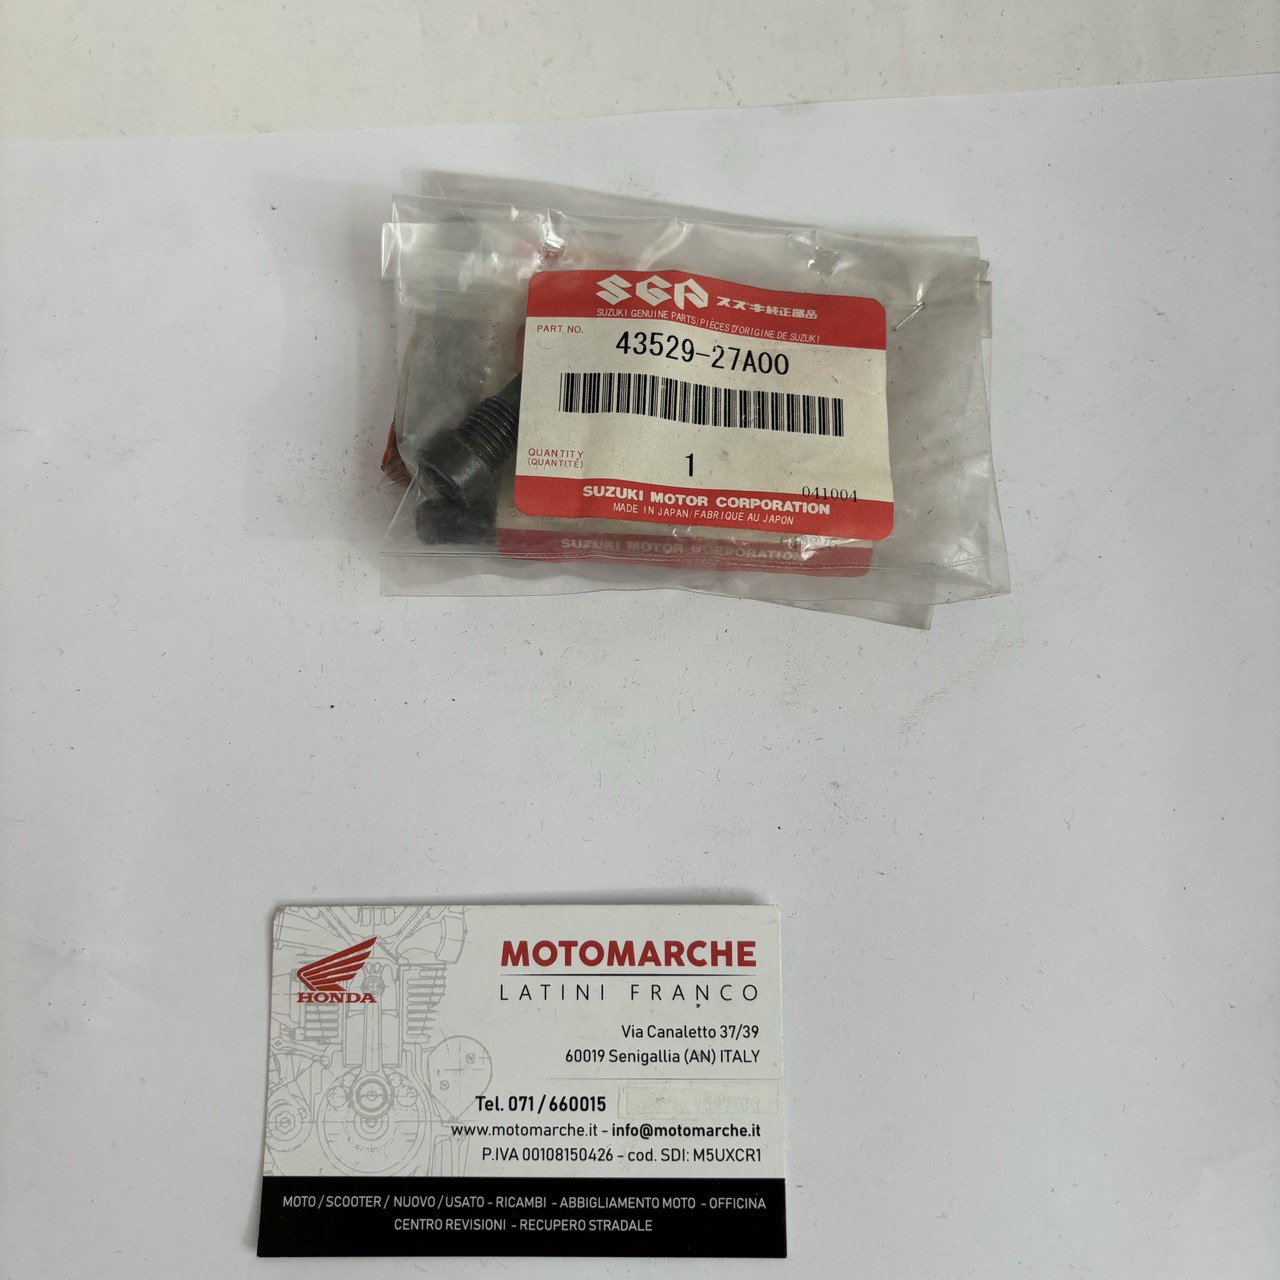 SGP スズキ純正部品
SUZUKI GENUINE PARTS/PIÈCES D'ORIGINE DE SUZUKI
PART NO.
43529-27A00
QUANTITY
(QUANTITÉ)
1
041004
SUZUKI MOTOR CORPORATION
MADE IN JAPAN/FABRIQUE AU JAPON
SUZUKI MOTOR CORPORATION
HONDA
MOTOMARCHE
LATINI FRANCO
Via Canaletto 37/39
60019 Senigallia (AN) ITALY
Tel. 071 / 660015
www.motomarche.it - info@motomarche.it
P.IVA 00108150426 - cod. SDI: M5UXCR1
MOTO / SCOOTER / NUOVO / USATO - RICAMBI - ABBIGLIAMENTO MOTO - OFFICINA
CENTRO REVISIONI - RECUPERO STRADALE